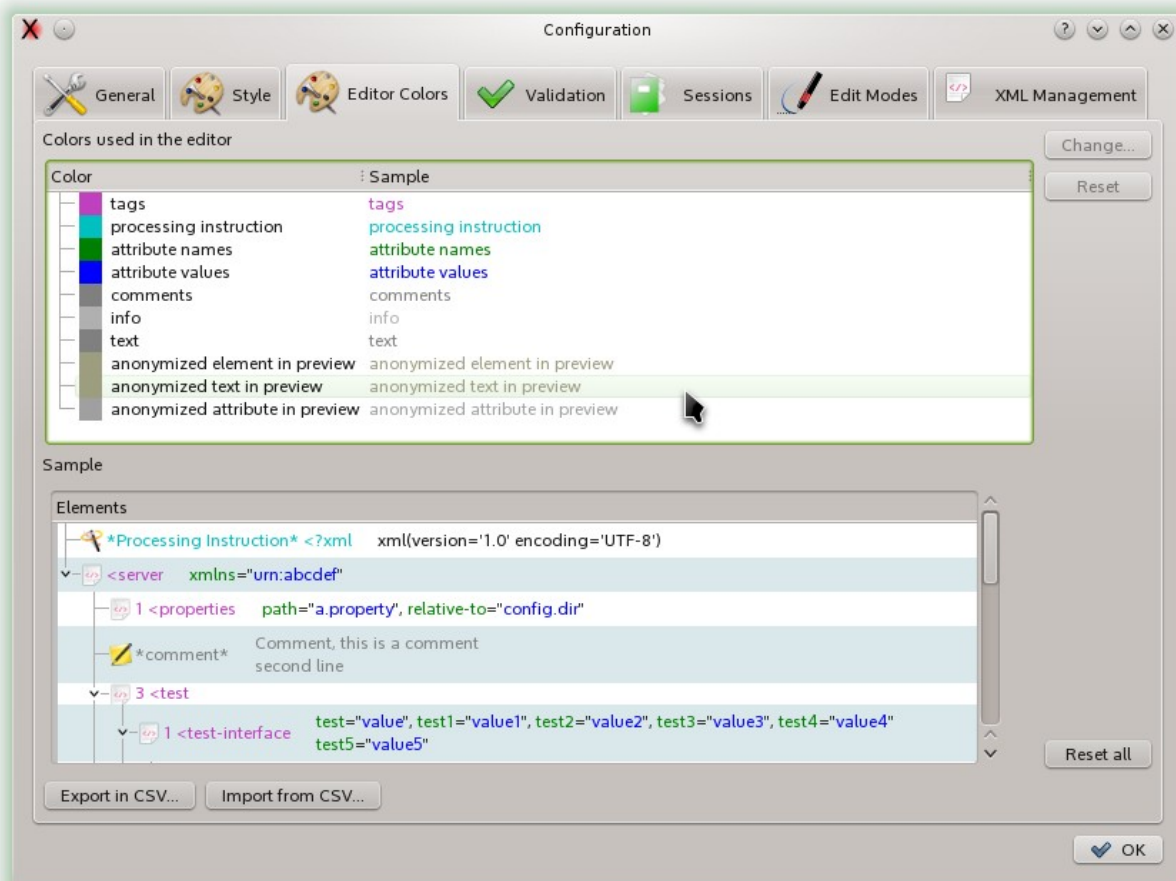 Configuration
General Style Editor Colors Validation Sessions Edit Modes XML Management
Colors used in the editor
Change...
Color Sample
Reset
tags tags
processing instruction processing instruction
attribute names attribute names
attribute values attribute values
comments comments
info info
text text
anonymized element in preview anonymized element in preview
anonymized text in preview anonymized text in preview
anonymized attribute in preview anonymized attribute in preview
Sample
Elements
*Processing Instruction* <?xml xml(version='1.0' encoding='UTF-8')
<server xmlns="urn:abcdef"
1 <properties path="a.property", relative-to="config.dir"
*comment* Comment, this is a comment
second line
3 <test
1 <test-interface test="value", test1="value1", test2="value2", test3="value3", test4="value4"
test5="value5"
Reset all
Export in CSV... Import from CSV...
OK